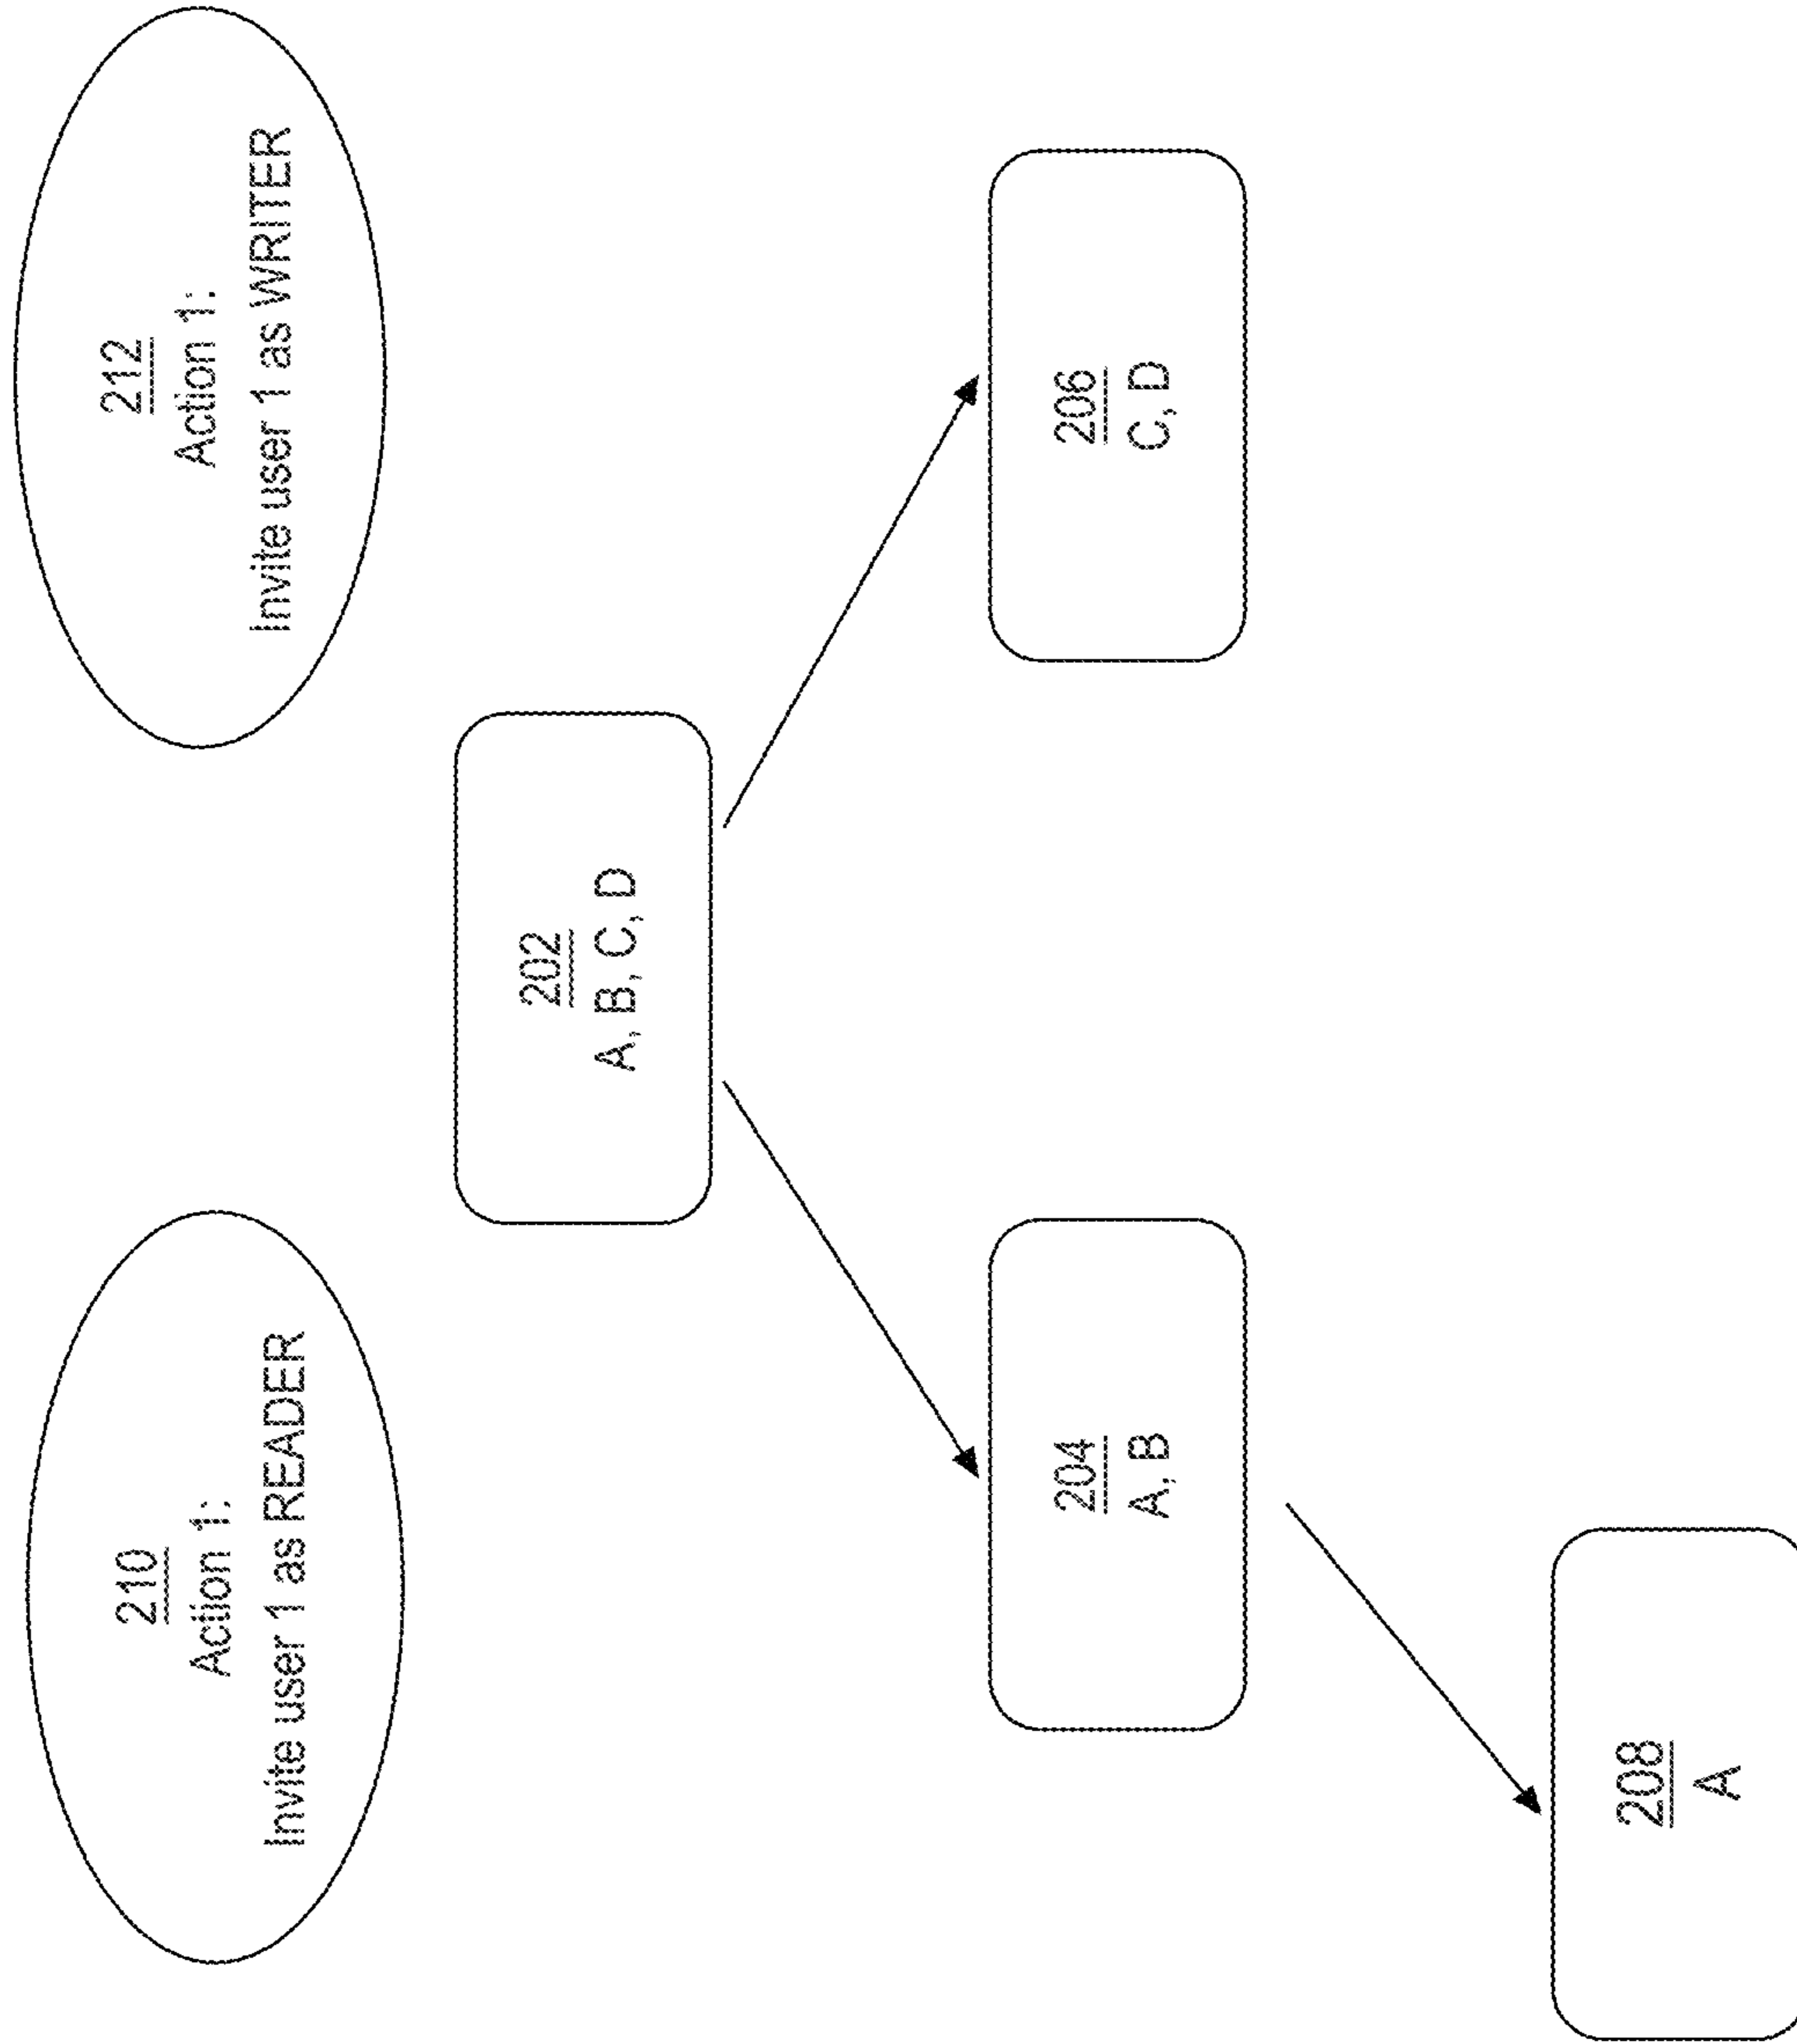 210
Action 1:
Invite user 1 as READER
212
Action 1:
Invite user 1 as WRITER
202
A, B, C, D
204
A, B
206
C, D
208
A